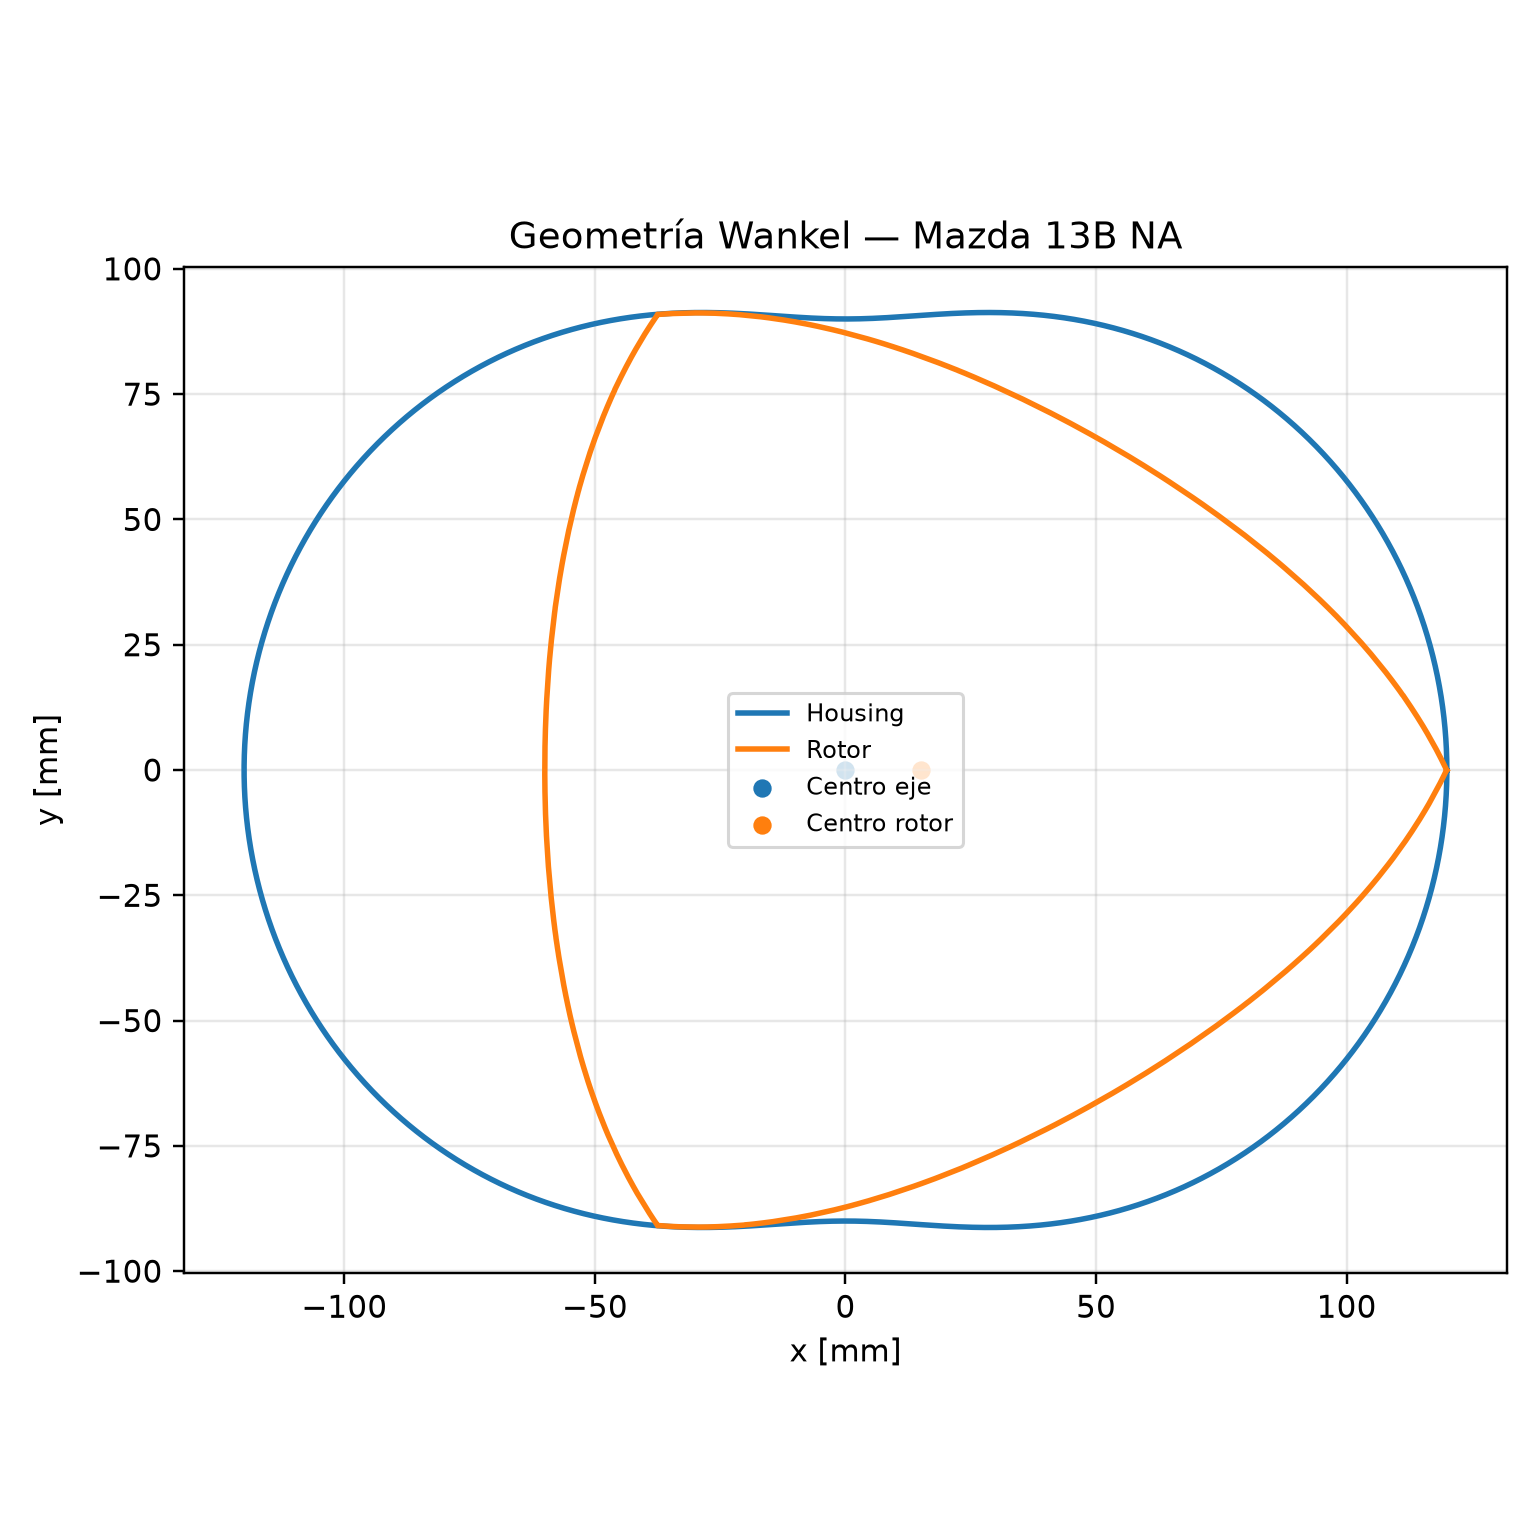 Geometría Wankel — Mazda 13B NA
100
75
50
25
0
−25
−50
−75
−100
y [mm]
Housing
Rotor
Centro eje
Centro rotor
−100
−50
0
50
100
x [mm]